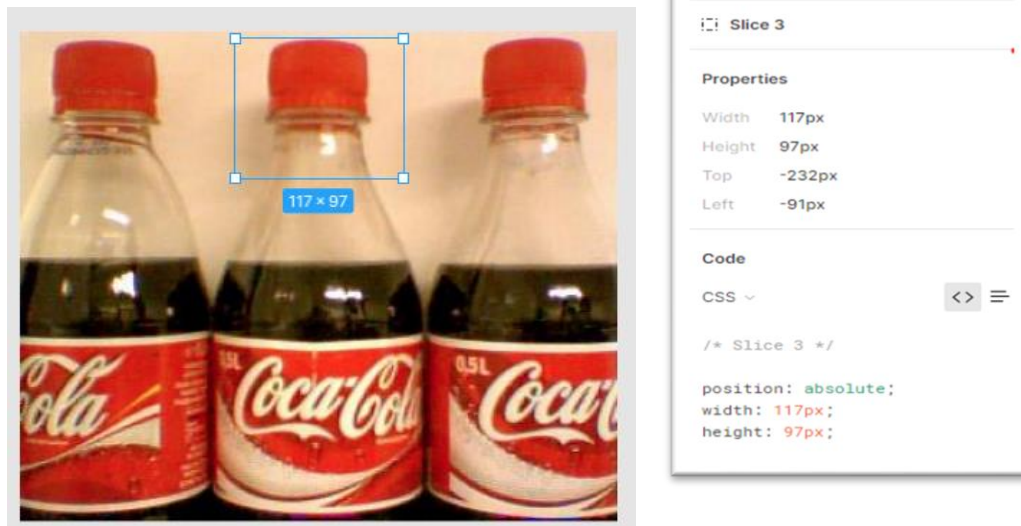 117 × 97
0,5L
0,5L
Cola
Coca-Cola
Coca-C
Slice 3
Properties
Width 117px
Height 97px
Top -232px
Left -91px
Code
CSS
<>
/* Slice 3 */
position: absolute;
width: 117px;
height: 97px;